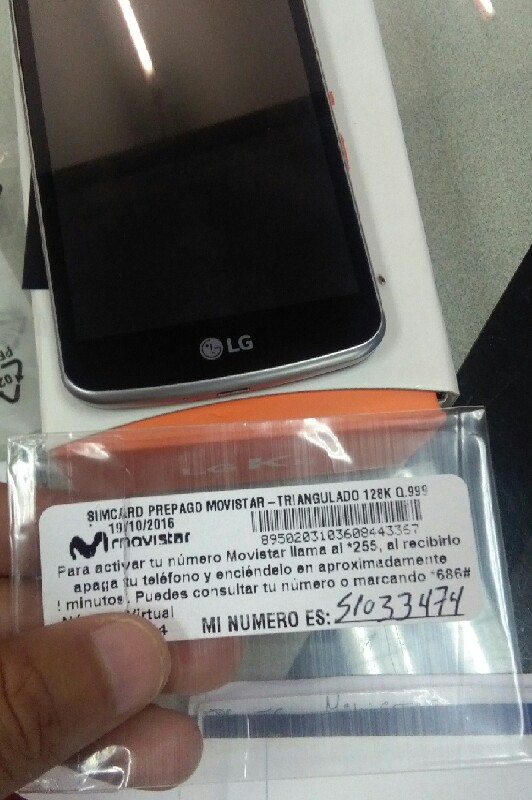 LG
LG K
SIMCARD PREPAGO MOVISTAR-TRIANGULADO 128K Q.999
19/10/2016
movistar
8950203103608443367
Para activar tu número Movistar llama al *255, al recibirlo
apaga tu teléfono y enciéndelo en aproximadamente
minutos. Puedes consultar tu número o marcando *686#
Virtual
4
MI NUMERO ES: 51033474